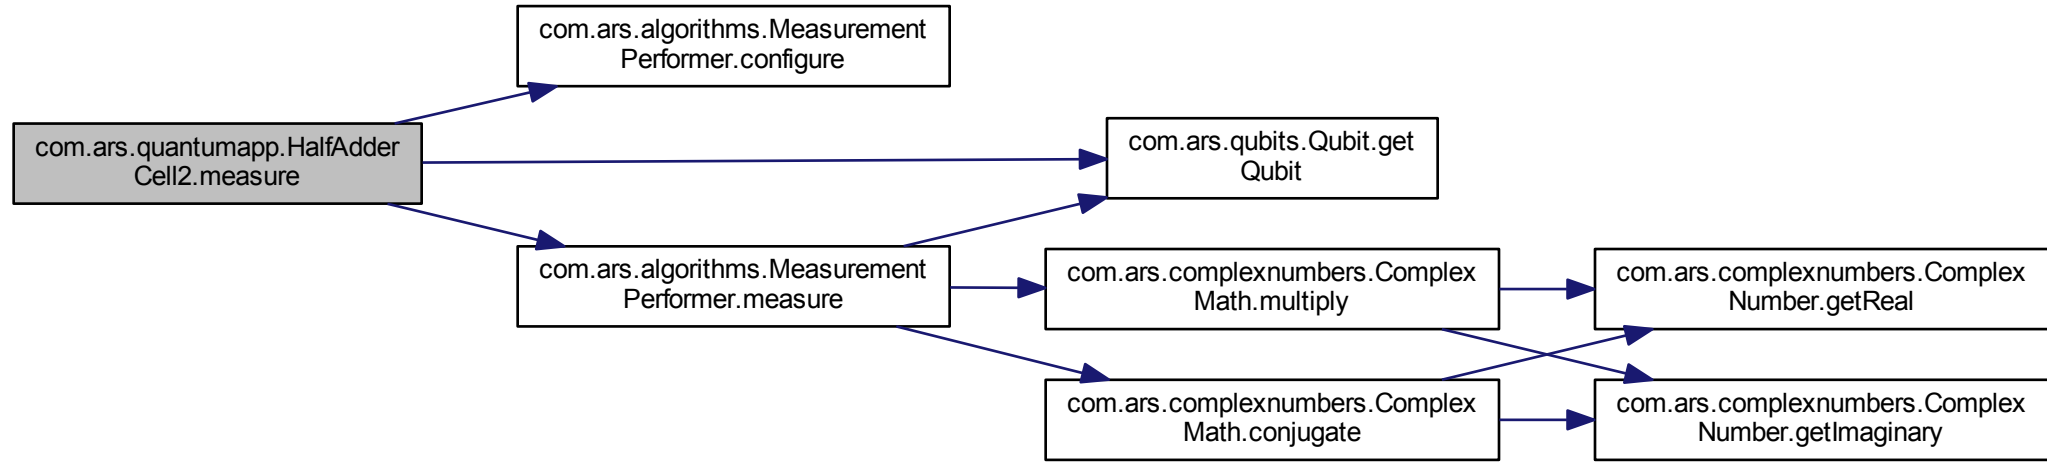 com.ars.algorithms.Measurement
Performer.configure
com.ars.quantumapp.HalfAdder
Cell2.measure
com.ars.qubits.Qubit.get
Qubit
com.ars.algorithms.Measurement
Performer.measure
com.ars.complexnumbers.Complex
Math.multiply
com.ars.complexnumbers.Complex
Number.getReal
com.ars.complexnumbers.Complex
Math.conjugate
com.ars.complexnumbers.Complex
Number.getImaginary